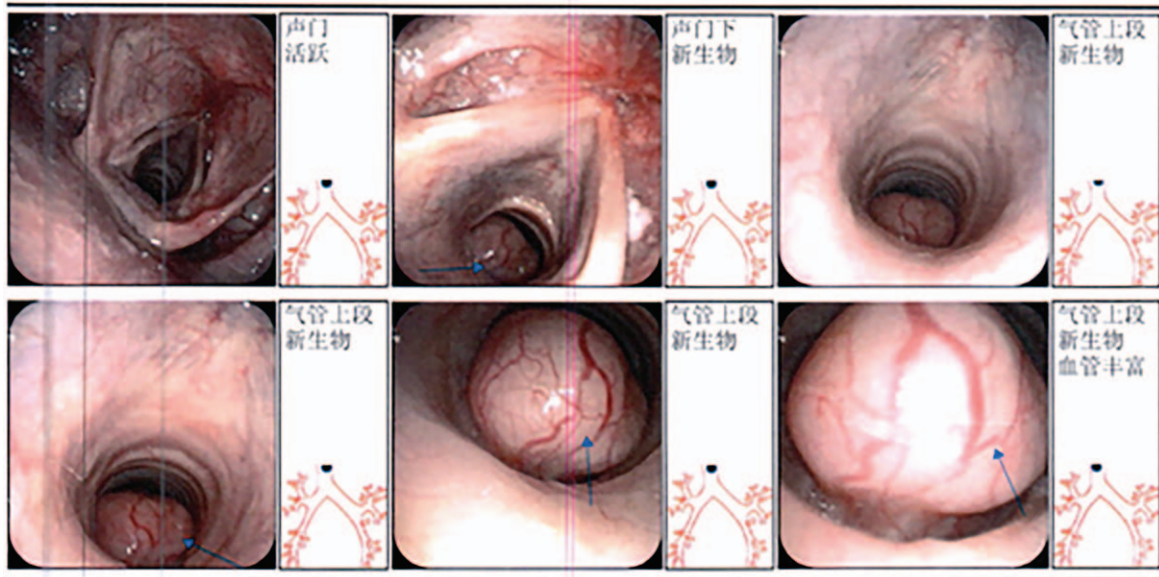 声门
活跃
声门下
新生物
气管上段
新生物
气管上段
新生物
气管上段
新生物
气管上段
新生物
血管丰富